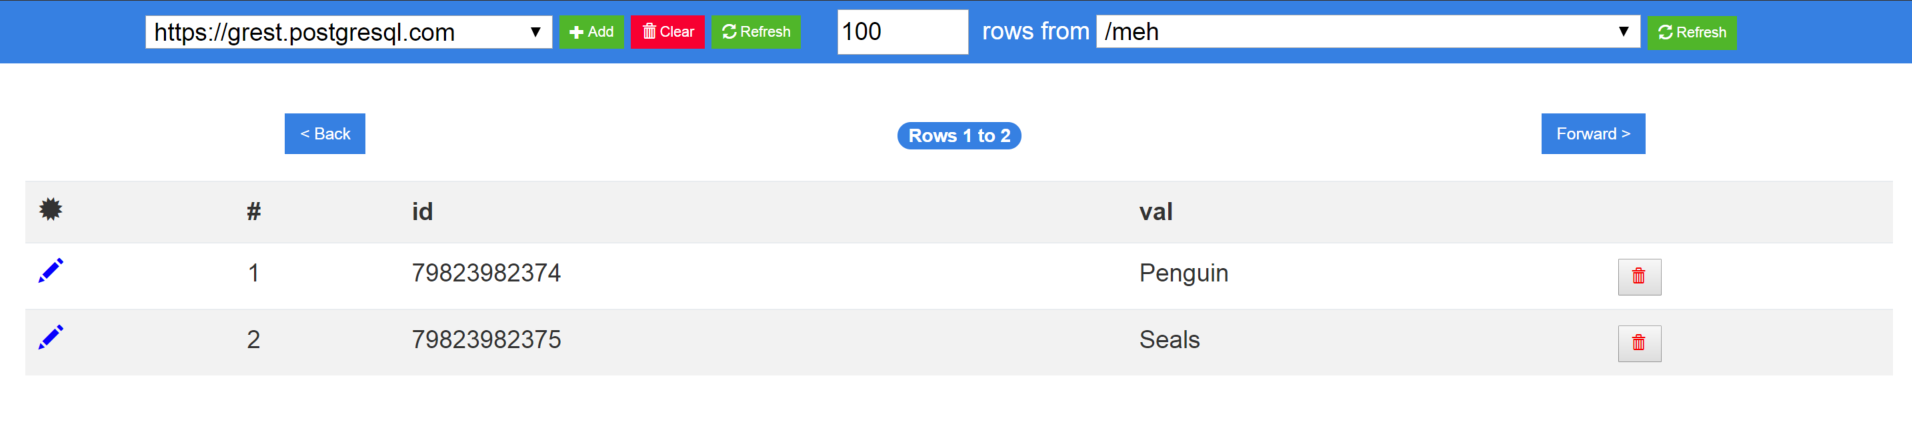 https://grest.postgresql.com ▼ Add Clear Refresh 100 rows from /meh ▼ Refresh
< Back Rows 1 to 2 Forward >
# id val
1 79823982374 Penguin
2 79823982375 Seals